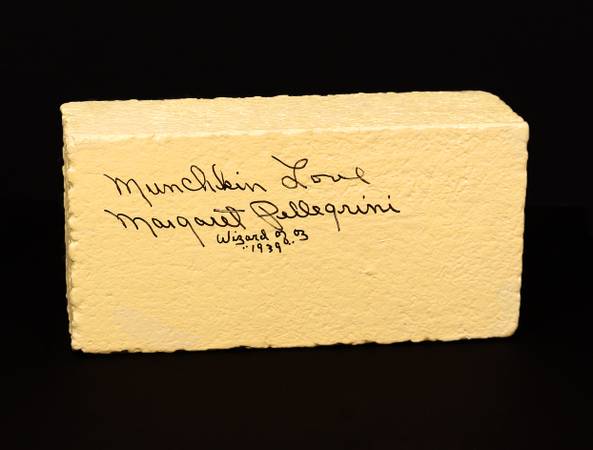 Munchkin Love
Margaret Pellegrini
Wizard of oz
"1939"